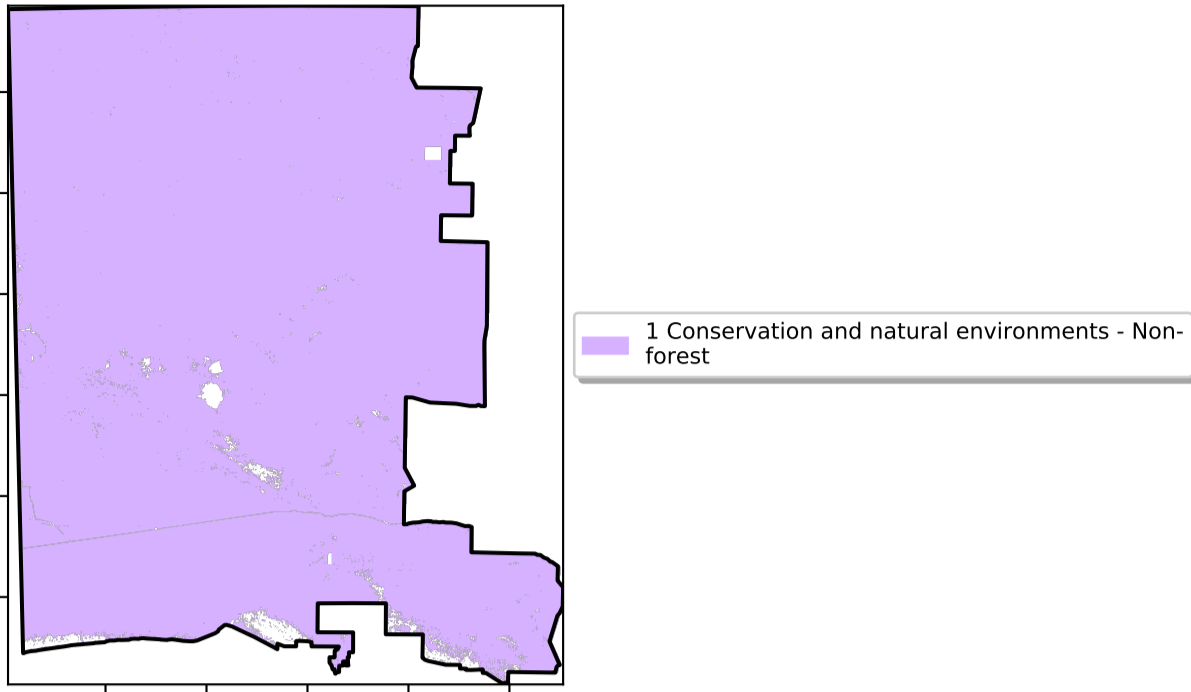 1 Conservation and natural environments - Non-
forest